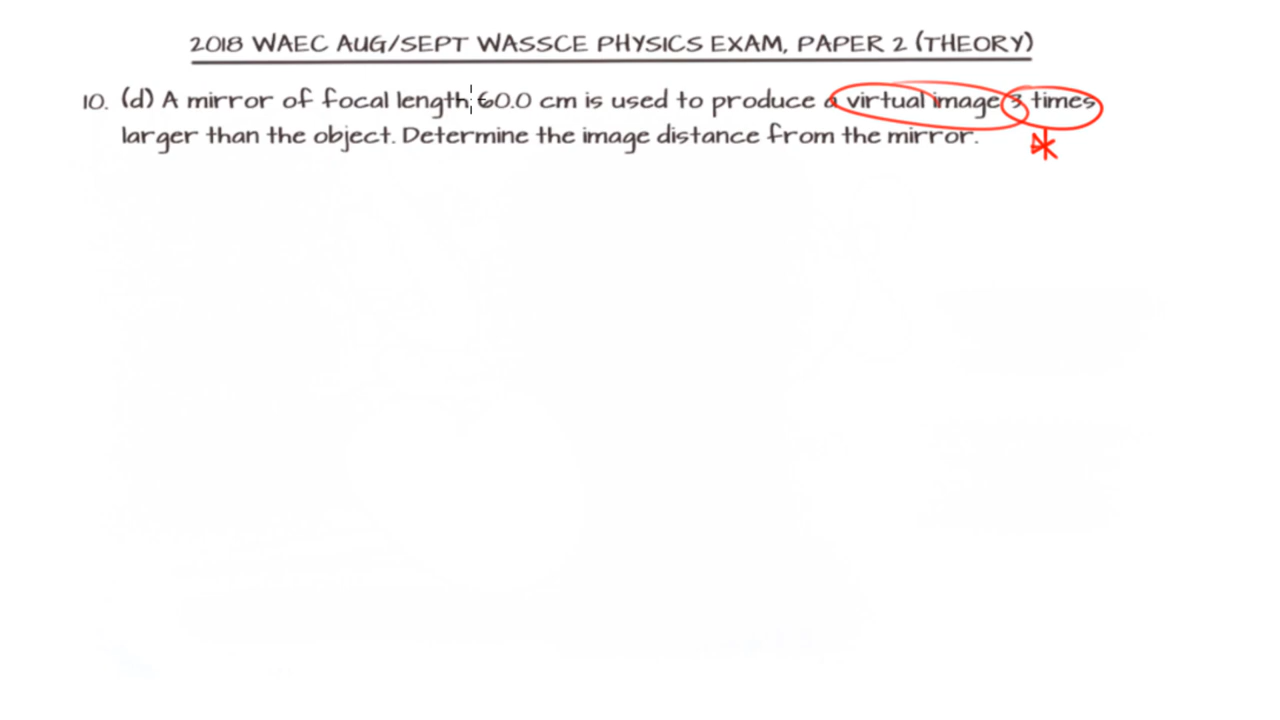 2018 WAEC AUG/SEPT WASSCE PHYSICS EXAM, PAPER 2 (THEORY)
10. (d) A mirror of focal length 60.0 cm is used to produce a virtual image 3 times
larger than the object. Determine the image distance from the mirror.